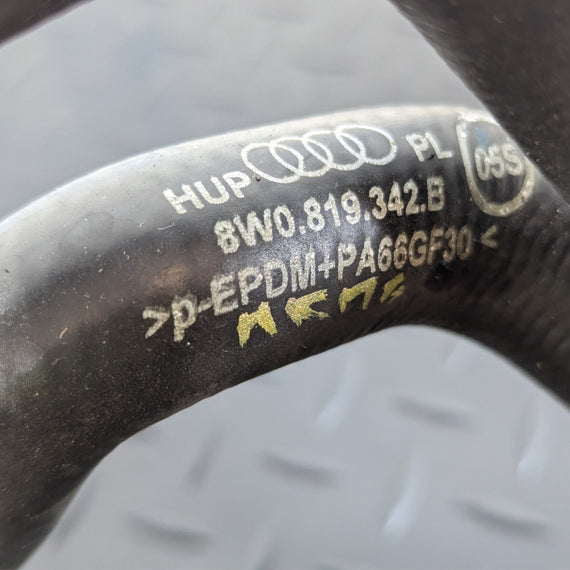 HUP PL 05S
8W0.819.342.B
>p-EPDM+PA66GF30<